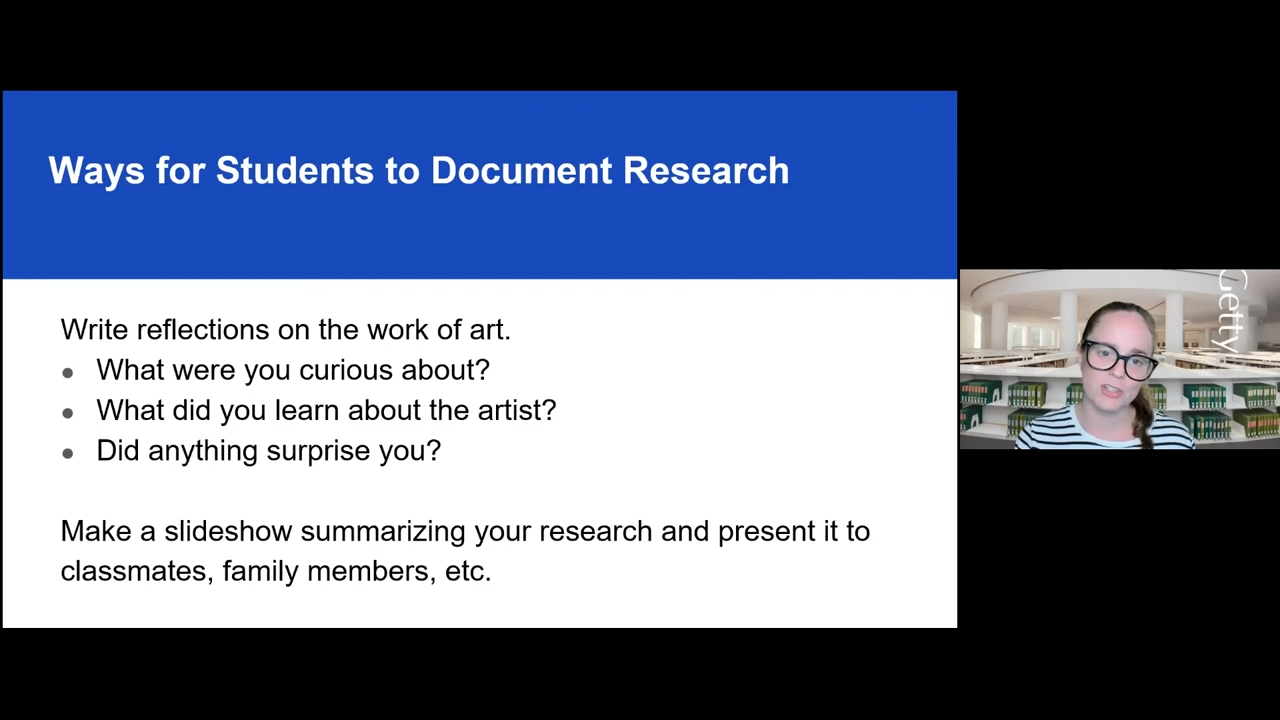 Ways for Students to Document Research
Write reflections on the work of art.
● What were you curious about?
● What did you learn about the artist?
● Did anything surprise you?
Make a slideshow summarizing your research and present it to
classmates, family members, etc.
Getty